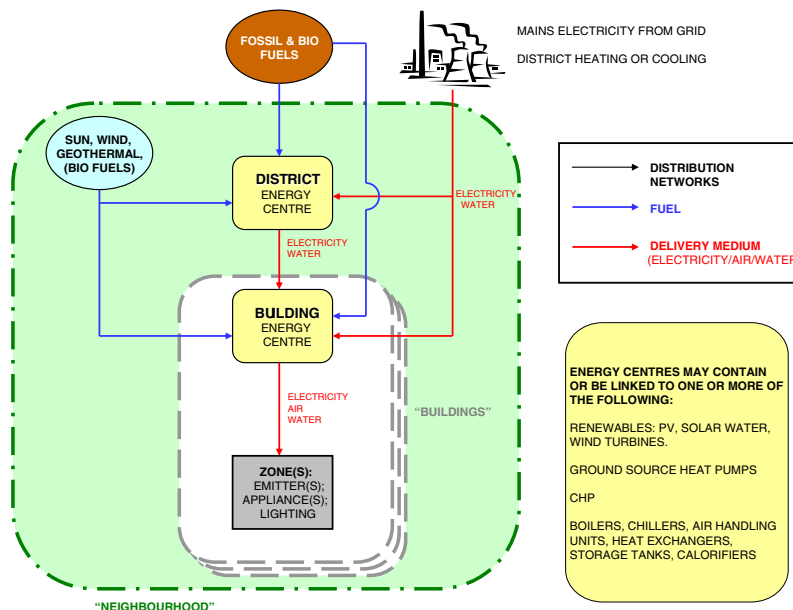 FOSSIL & BIO
FUELS
MAINS ELECTRICITY FROM GRID
DISTRICT HEATING OR COOLING
SUN, WIND,
GEOTHERMAL,
(BIO FUELS)
DISTRICT
ENERGY
CENTRE
ELECTRICITY
WATER
ELECTRICITY
WATER
DISTRIBUTION
NETWORKS
FUEL
DELIVERY MEDIUM
(ELECTRICITY/AIR/WATER
BULDING
ENERGY
CENTRE
ELECTRICITY
AIR
WATER
“BUILDINGS”
ZONE(S):
EMITTER(S);
APPLIANCE(S);
LIGHTING
ENERGY CENTRES MAY CONTAIN
OR BE LINKED TO ONE OR MORE OF
THE FOLLOWING:
RENEWABLES: PV, SOLAR WATER,
WIND TURBINES.
GROUND SOURCE HEAT PUMPS
CHP
BOILERS, CHILLERS, AIR HANDLING
UNITS, HEAT EXCHANGERS,
STORAGE TANKS, CALORIFIERS
“NEIGHBOURHOOD”